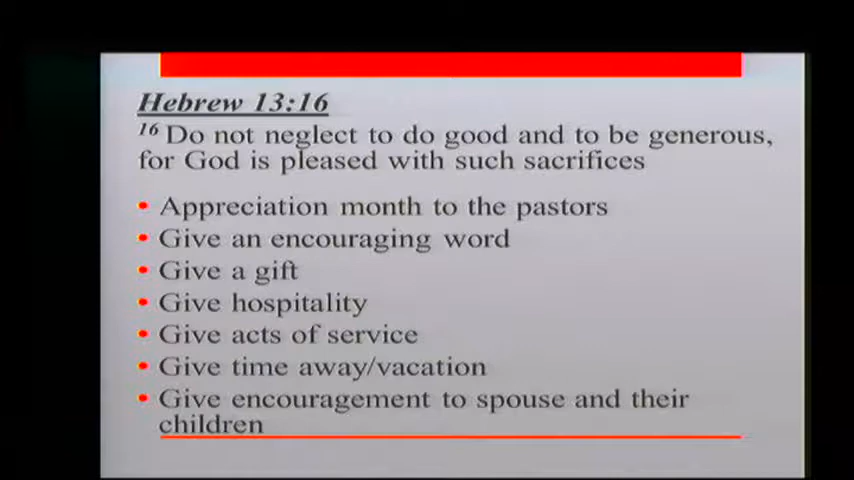 Hebrew 13:16
16 Do not neglect to do good and to be generous,
for God is pleased with such sacrifices
• Appreciation month to the pastors
• Give an encouraging word
• Give a gift
• Give hospitality
• Give acts of service
• Give time away/vacation
• Give encouragement to spouse and their
children